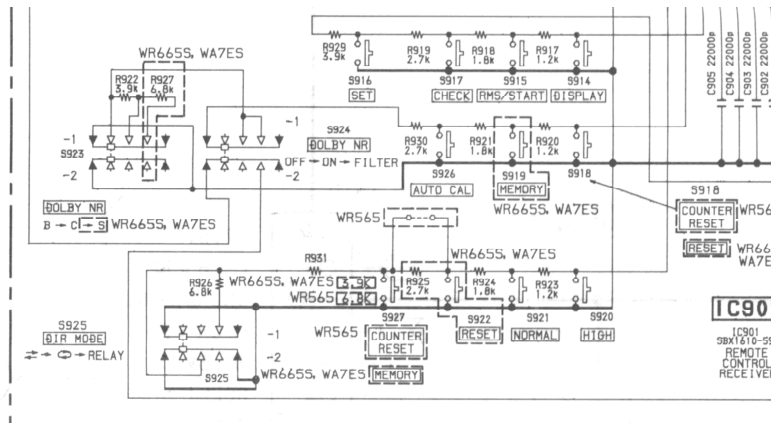 WR665S, WA7ES
R922
3.9k
R927
6.8k
R929
3.9k
R919
2.7k
R918
1.8k
R917
1.2k
S916
S917
S915
S914
SET
CHECK
RMS/START
DISPLAY
C905 22000p
C904 22000p
C903 22000p
C902 22000p
-1
S923
-2
-1
-2
S924
DOLBY NR
OFF → ON → FILTER
R930
2.7k
R921
1.8k
R920
1.2k
S926
S919
S918
AUTO CAL
MEMORY
WR665S, WA7ES
DOLBY NR
B → C → S WR665S, WA7ES
S918
COUNTER
RESET
RESET
WR565
WR665S, WA7ES
R931
R926
6.8k
WR665S, WA7ES 3.9K
WR565 6.8K
R925
2.7k
R924
1.8k
R923
1.2k
S927
S922
S921
S920
WR565
COUNTER
RESET
RESET
NORMAL
HIGH
WR665S, WA7ES MEMORY
S925
DIR MODE
RELAY
-1
-2
S925
IC90
IC901
REMOTE
CONTROL
RECEIVE